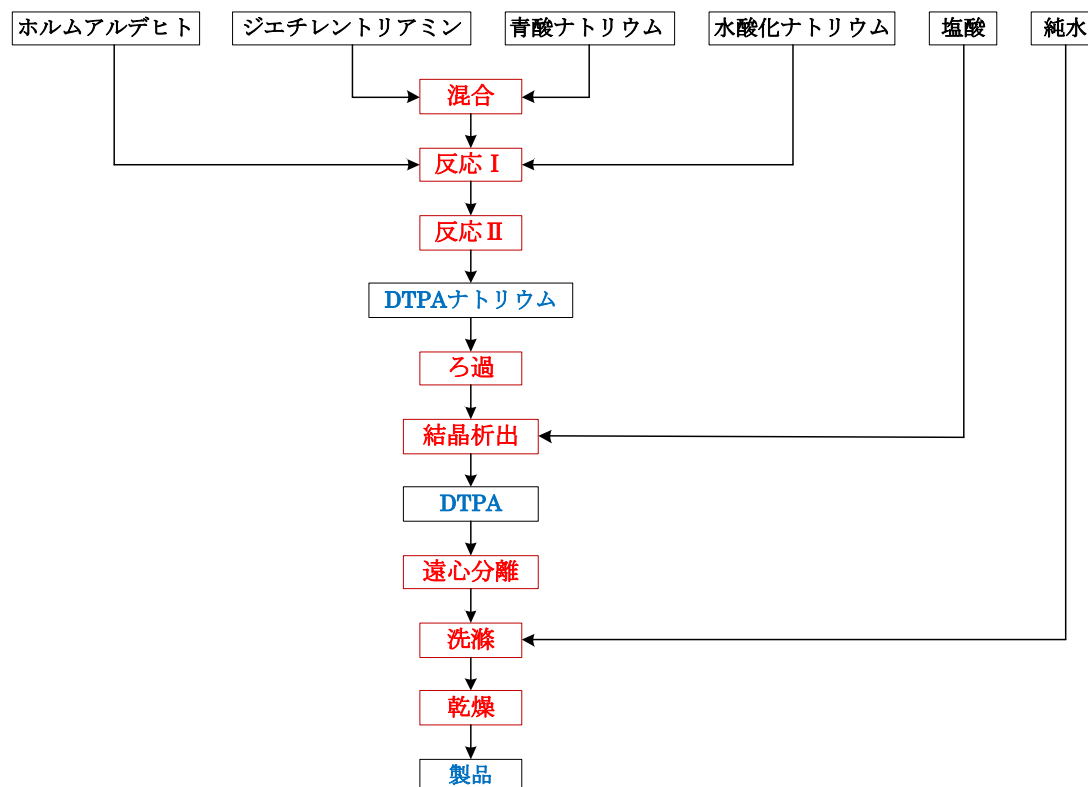 ホルムアルデヒト
ジエチレントリアミン
青酸ナトリウム
水酸化ナトリウム
塩酸
純水
混合
反応Ⅰ
反応Ⅱ
DTPAナトリウム
ろ過
結晶析出
DTPA
遠心分離
洗滌
乾燥
製品